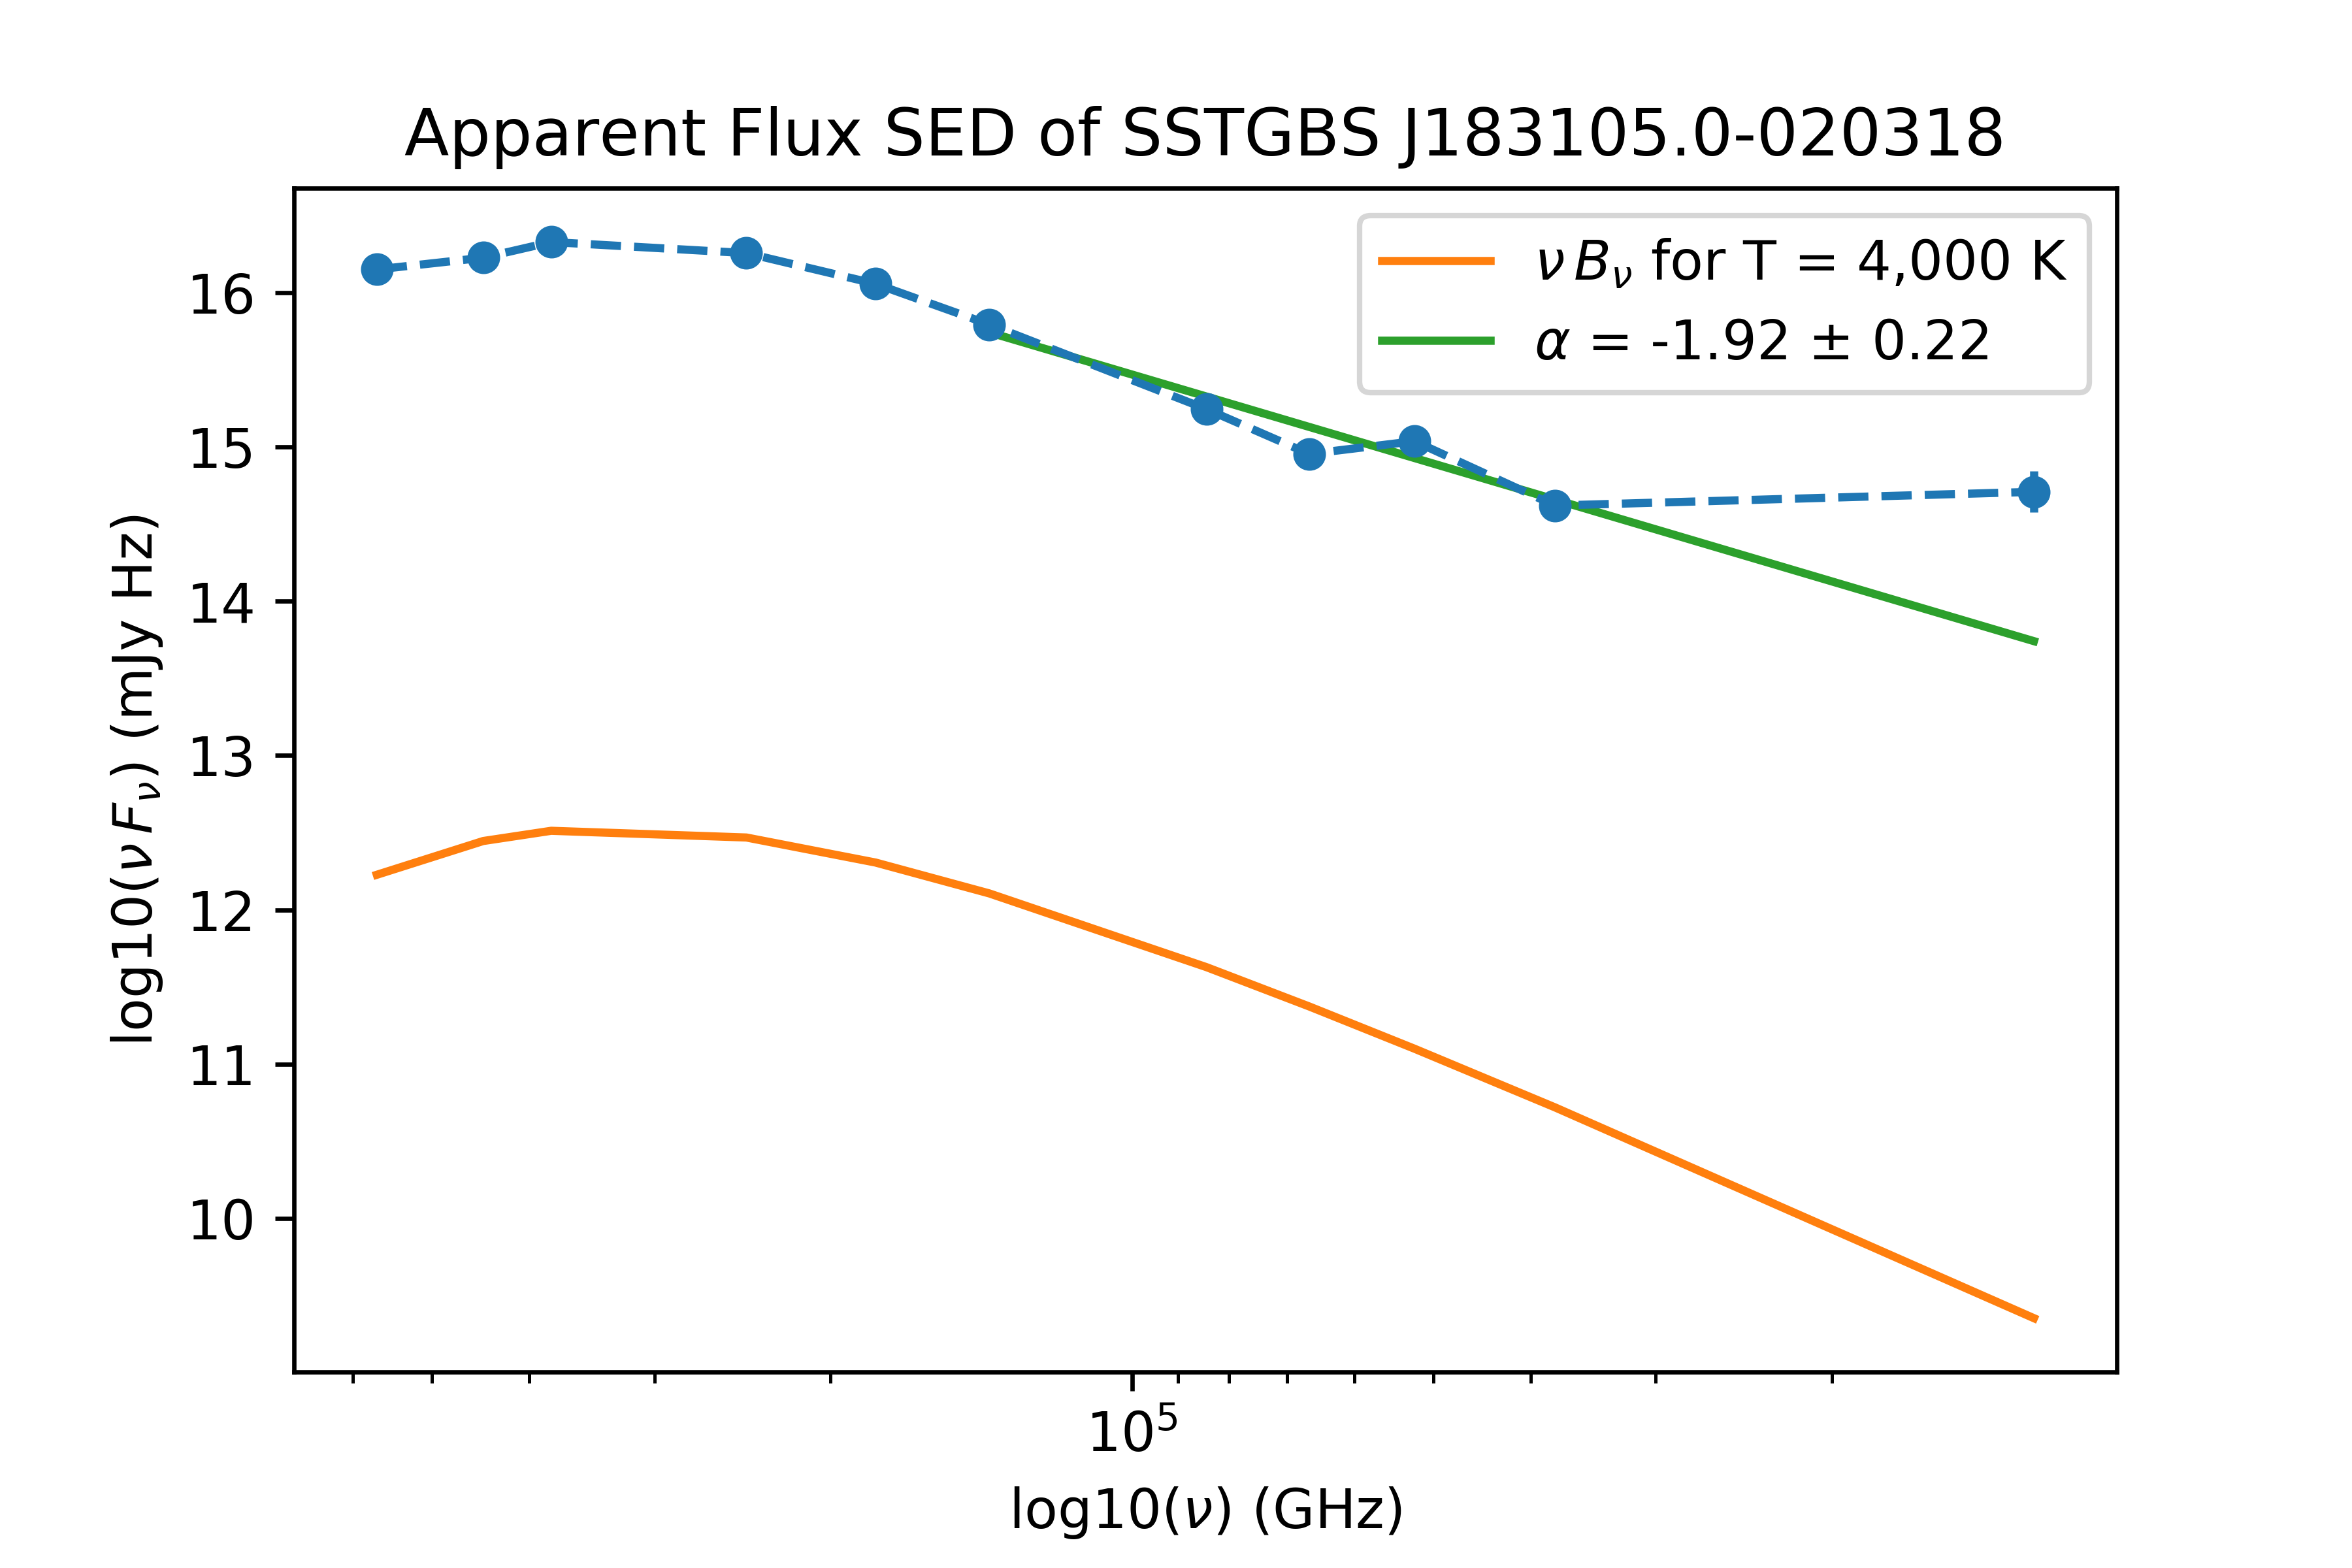 Apparent Flux SED of SSTGBS J183105.0-020318
νBν for T = 4,000 K
α = -1.92 ± 0.22
log10(νFν) (mJy Hz)
16
15
14
13
12
11
10
10⁵
log10(ν) (GHz)